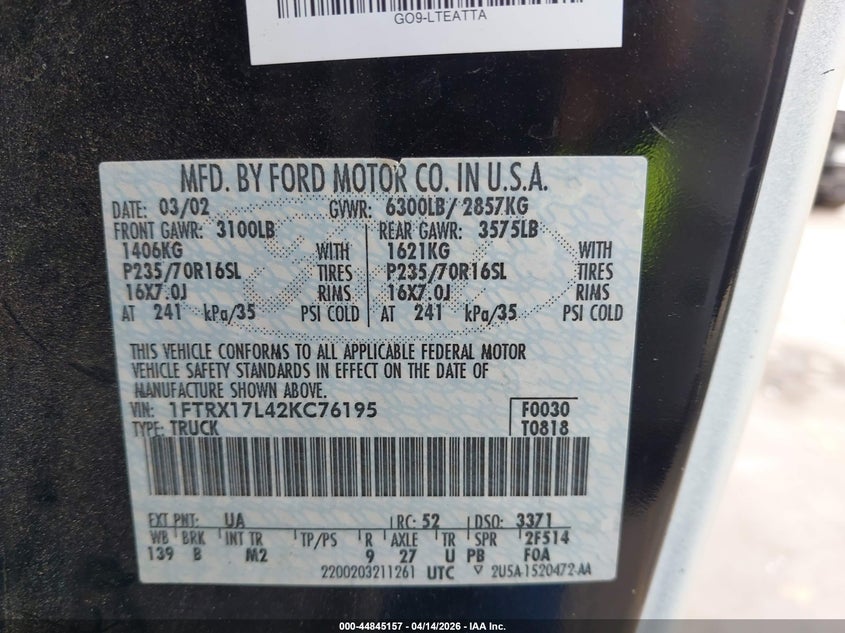 GO9-LTEATTA
MFD. BY FORD MOTOR CO. IN U.S.A.
DATE: 03/02 GVWR: 6300LB/ 2857KG
FRONT GAWR: 3100LB REAR GAWR: 3575LB
1406KG WITH 1621KG WITH
P235/70R16SL TIRES P235/70R16SL TIRES
16X7.0J RIMS 16X7.0J RIMS
AT 241 kPa/35 PSI COLD AT 241 kPa/35 PSI COLD
THIS VEHICLE CONFORMS TO ALL APPLICABLE FEDERAL MOTOR
VEHICLE SAFETY STANDARDS IN EFFECT ON THE DATE OF
MANUFACTURE SHOWN ABOVE.
VIN: 1FTRX17L42KC76195 F0030
TYPE: TRUCK T0818
EXT PNT: UA RC: 52 DSO: 3371
WB BRK INT TR TP/PS R AXLE TR SPR 2F514
139 B M2 9 27 U PB F0A
2200203211261 UTC ▽ 2U5A-1520472-AA
000-44845157 - 04/14/2026 - IAA Inc.